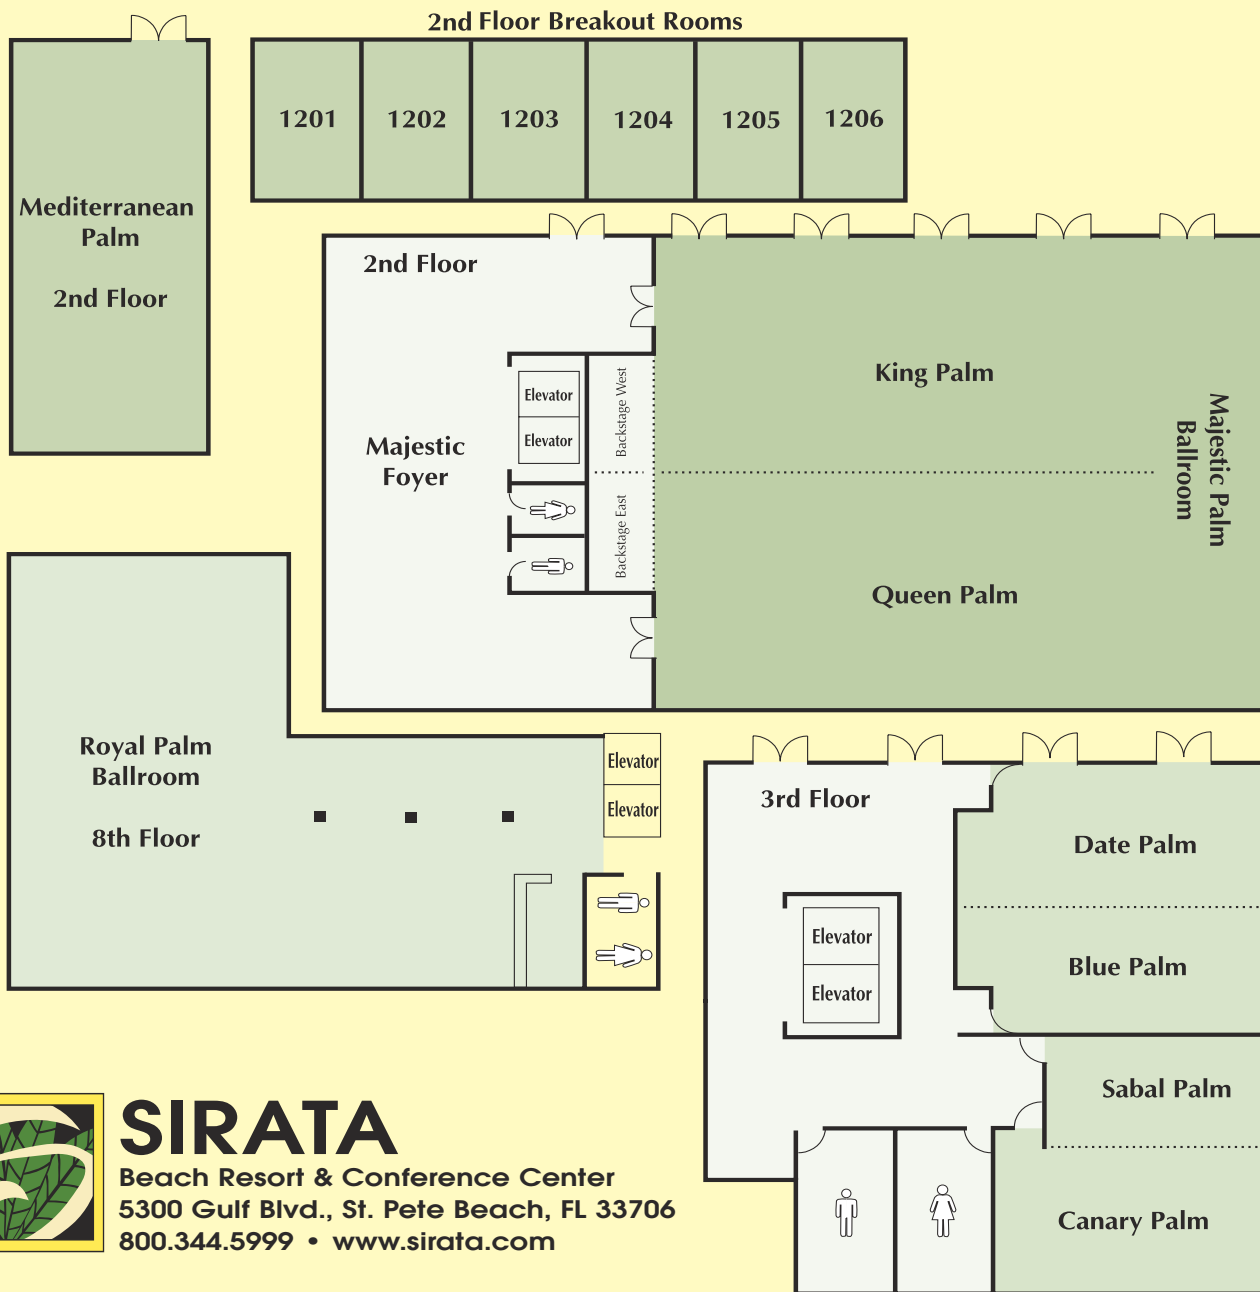 2nd Floor Breakout Rooms
1201
1202
1203
1204
1205
1206
Mediterranean
Palm
2nd Floor
2nd Floor
Majestic
Foyer
Elevator
Elevator
Backstage West
Backstage East
King Palm
Queen Palm
Majestic Palm
Ballroom
Royal Palm
Ballroom
8th Floor
Elevator
Elevator
3rd Floor
Elevator
Elevator
Date Palm
Blue Palm
Sabal Palm
Canary Palm
SIRATA
Beach Resort & Conference Center
5300 Gulf Blvd., St. Pete Beach, FL 33706
800.344.5999 • www.sirata.com